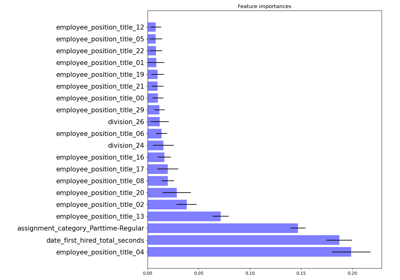 Feature importances
employee_position_title_12
employee_position_title_05
employee_position_title_22
employee_position_title_01
employee_position_title_19
employee_position_title_21
employee_position_title_00
employee_position_title_29
division_26
employee_position_title_06
division_24
employee_position_title_16
employee_position_title_17
employee_position_title_08
employee_position_title_20
employee_position_title_02
employee_position_title_13
assignment_category_Parttime-Regular
date_first_hired_total_seconds
employee_position_title_04
0.00 0.05 0.10 0.15 0.20